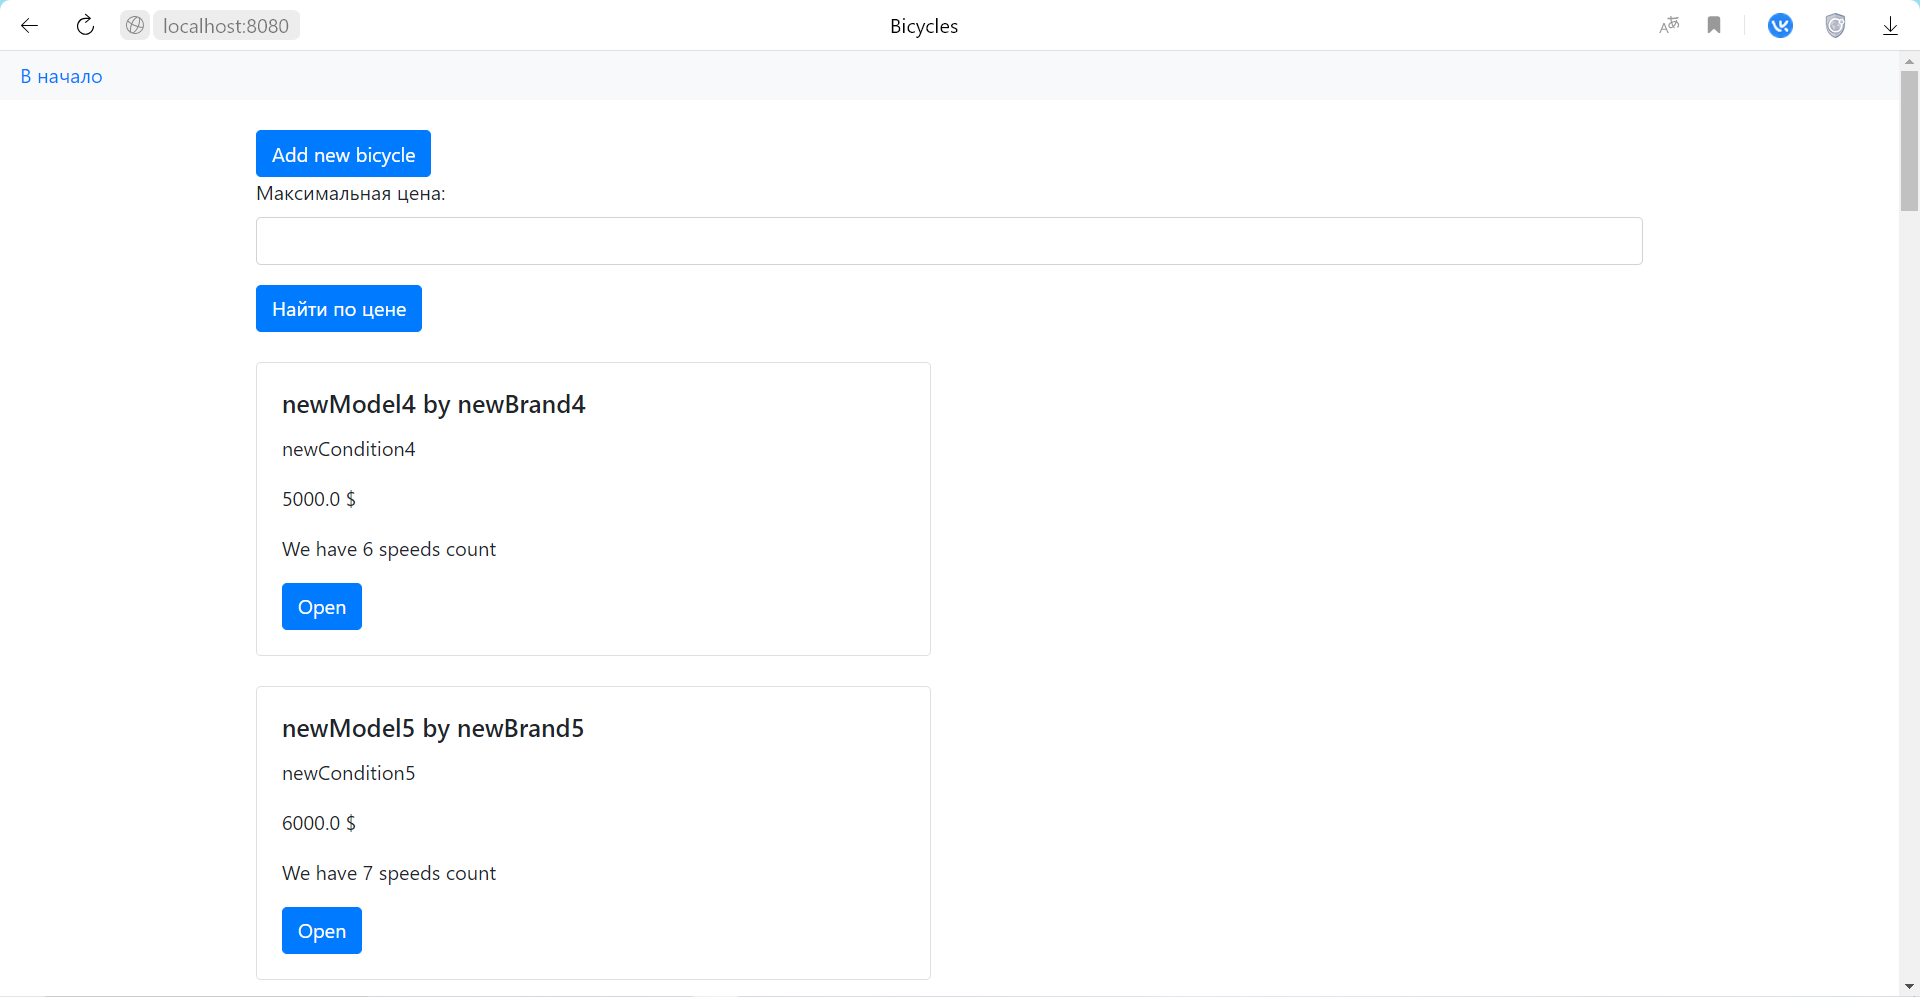 localhost:8080
Bicycles
В начало
Add new bicycle
Максимальная цена:
Найти по цене
newModel4 by newBrand4
newCondition4
5000.0 $
We have 6 speeds count
Open
newModel5 by newBrand5
newCondition5
6000.0 $
We have 7 speeds count
Open